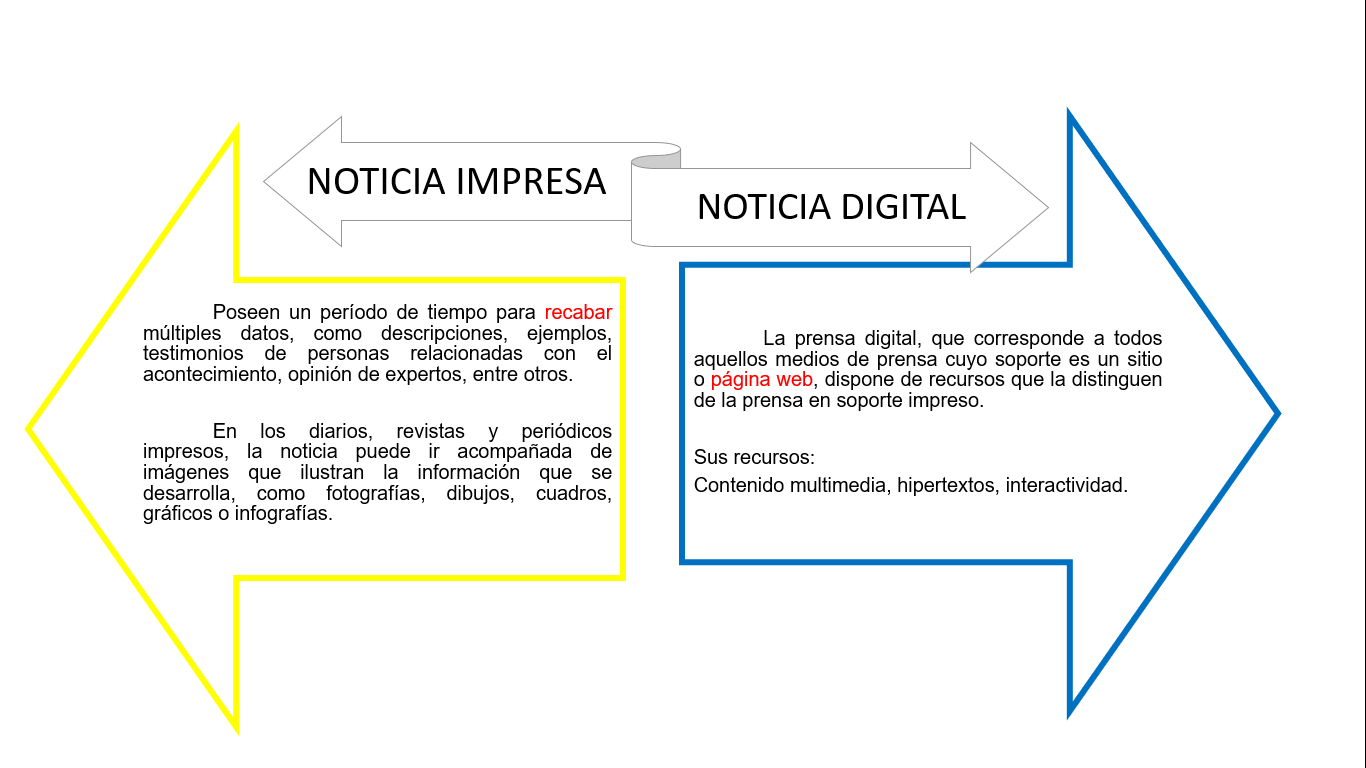 NOTICIA IMPRESA
NOTICIA DIGITAL
Poseen un período de tiempo para recabar
múltiples datos, como descripciones, ejemplos,
testimonios de personas relacionadas con el
acontecimiento, opinión de expertos, entre otros.
En los diarios, revistas y periódicos
impresos, la noticia puede ir acompañada de
imágenes que ilustran la información que se
desarrolla, como fotografías, dibujos, cuadros,
gráficos o infografías.
La prensa digital, que corresponde a todos
aquellos medios de prensa cuyo soporte es un sitio
o página web, dispone de recursos que la distinguen
de la prensa en soporte impreso.
Sus recursos:
Contenido multimedia, hipertextos, interactividad.